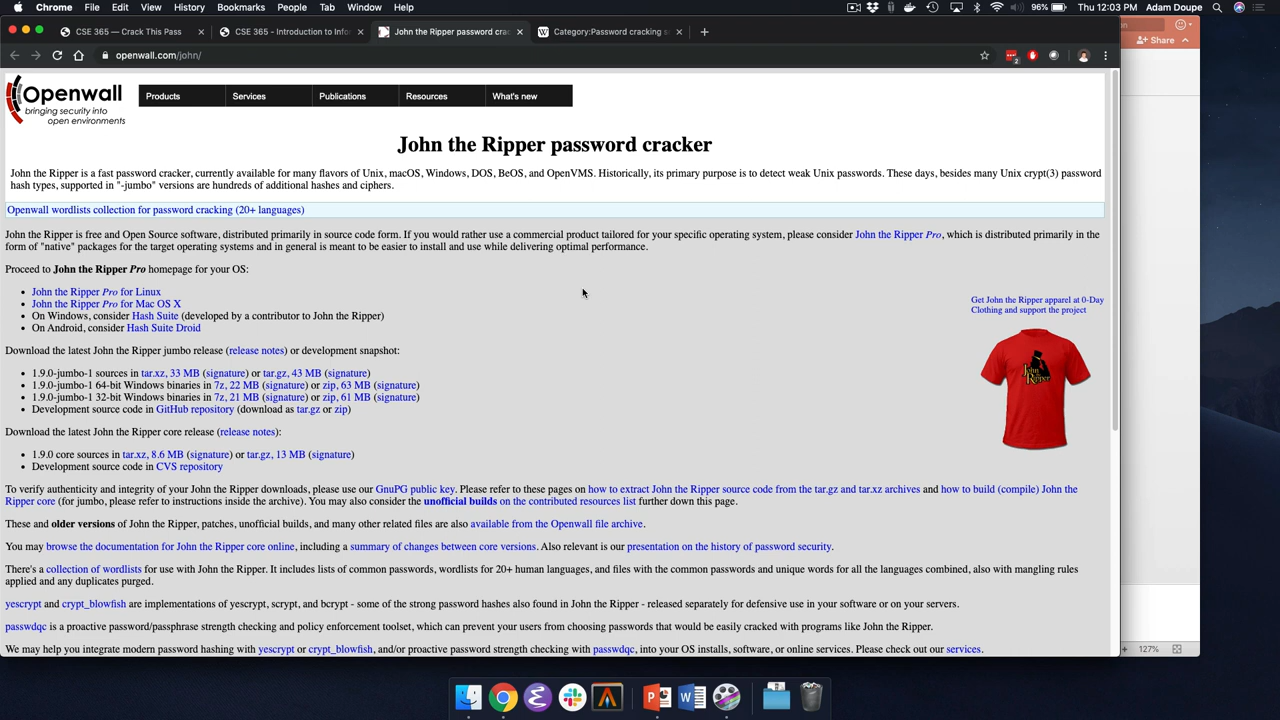 Chrome File Edit View History Bookmarks People Tab Window Help 96% Thu 12:03 PM Adam Doupe
CSE 365 — Crack This Pass
CSE 365 - Introduction to Infor
John the Ripper password crac
Category:Password cracking s
openwall.com/john/
2
Share
Openwall
bringing security into
open environments
Products Services Publications Resources What's new
John the Ripper password cracker
John the Ripper is a fast password cracker, currently available for many flavors of Unix, macOS, Windows, DOS, BeOS, and OpenVMS. Historically, its primary purpose is to detect weak Unix passwords. These days, besides many Unix crypt(3) password
hash types, supported in "-jumbo" versions are hundreds of additional hashes and ciphers.
Openwall wordlists collection for password cracking (20+ languages)
John the Ripper is free and Open Source software, distributed primarily in source code form. If you would rather use a commercial product tailored for your specific operating system, please consider John the Ripper Pro, which is distributed primarily in the
form of "native" packages for the target operating systems and in general is meant to be easier to install and use while delivering optimal performance.
Proceed to John the Ripper Pro homepage for your OS:
John the Ripper Pro for Linux
John the Ripper Pro for Mac OS X
On Windows, consider Hash Suite (developed by a contributor to John the Ripper)
On Android, consider Hash Suite Droid
Get John the Ripper apparel at 0-Day
Clothing and support the project
John
the
Ripper
Download the latest John the Ripper jumbo release (release notes) or development snapshot:
1.9.0-jumbo-1 sources in tar.xz, 33 MB (signature) or tar.gz, 43 MB (signature)
1.9.0-jumbo-1 64-bit Windows binaries in 7z, 22 MB (signature) or zip, 63 MB (signature)
1.9.0-jumbo-1 32-bit Windows binaries in 7z, 21 MB (signature) or zip, 61 MB (signature)
Development source code in GitHub repository (download as tar.gz or zip)
Download the latest John the Ripper core release (release notes):
1.9.0 core sources in tar.xz, 8.6 MB (signature) or tar.gz, 13 MB (signature)
Development source code in CVS repository
To verify authenticity and integrity of your John the Ripper downloads, please use our GnuPG public key. Please refer to these pages on how to extract John the Ripper source code from the tar.gz and tar.xz archives and how to build (compile) John the
Ripper core (for jumbo, please refer to instructions inside the archive). You may also consider the unofficial builds on the contributed resources list further down this page.
These and older versions of John the Ripper, patches, unofficial builds, and many other related files are also available from the Openwall file archive.
You may browse the documentation for John the Ripper core online, including a summary of changes between core versions. Also relevant is our presentation on the history of password security.
There's a collection of wordlists for use with John the Ripper. It includes lists of common passwords, wordlists for 20+ human languages, and files with the common passwords and unique words for all the languages combined, also with mangling rules
applied and any duplicates purged.
yescrypt and crypt_blowfish are implementations of yescrypt, scrypt, and bcrypt - some of the strong password hashes also found in John the Ripper - released separately for defensive use in your software or on your servers.
passwdqc is a proactive password/passphrase strength checking and policy enforcement toolset, which can prevent your users from choosing passwords that would be easily cracked with programs like John the Ripper.
We may help you integrate modern password hashing with yescrypt or crypt_blowfish, and/or proactive password strength checking with passwdqc, into your OS installs, software, or online services. Please check out our services.
127%